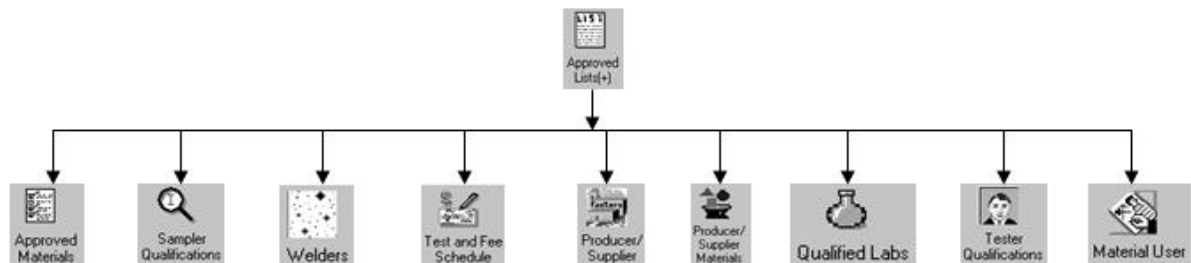 LIST
Approved
Lists(+)
Approved
Materials
Sampler
Qualifications
Welders
Test and Fee
Schedule
Producer/
Supplier
Producer/
Supplier
Materials
Qualified Labs
Tester
Qualifications
Material User